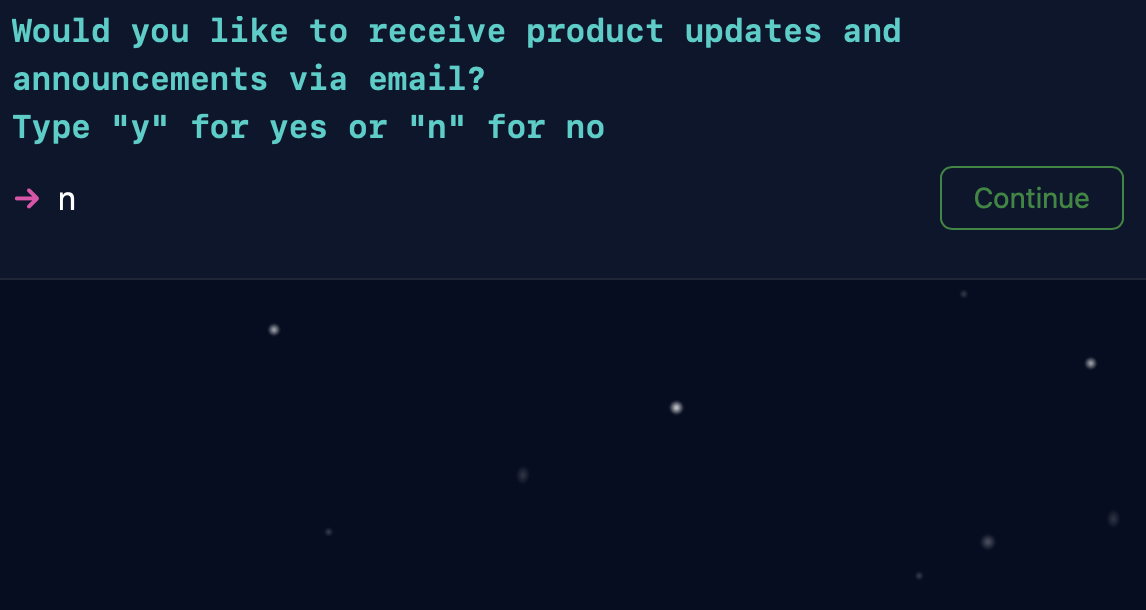 Would you like to receive product updates and
announcements via email?
Type "y" for yes or "n" for no
→ n
Continue